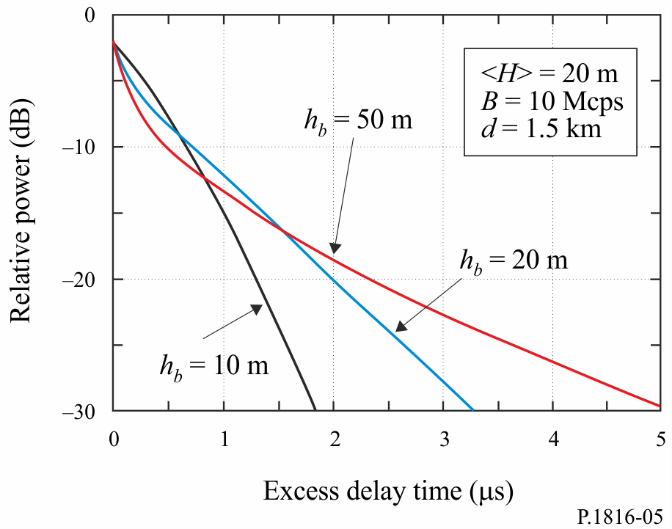 0
–10
–20
–30
Relative power (dB)
<H> = 20 m
B = 10 Mcps
d = 1.5 km
h_b = 50 m
h_b = 20 m
h_b = 10 m
0 1 2 3 4 5
Excess delay time (μs)
P.1816-05